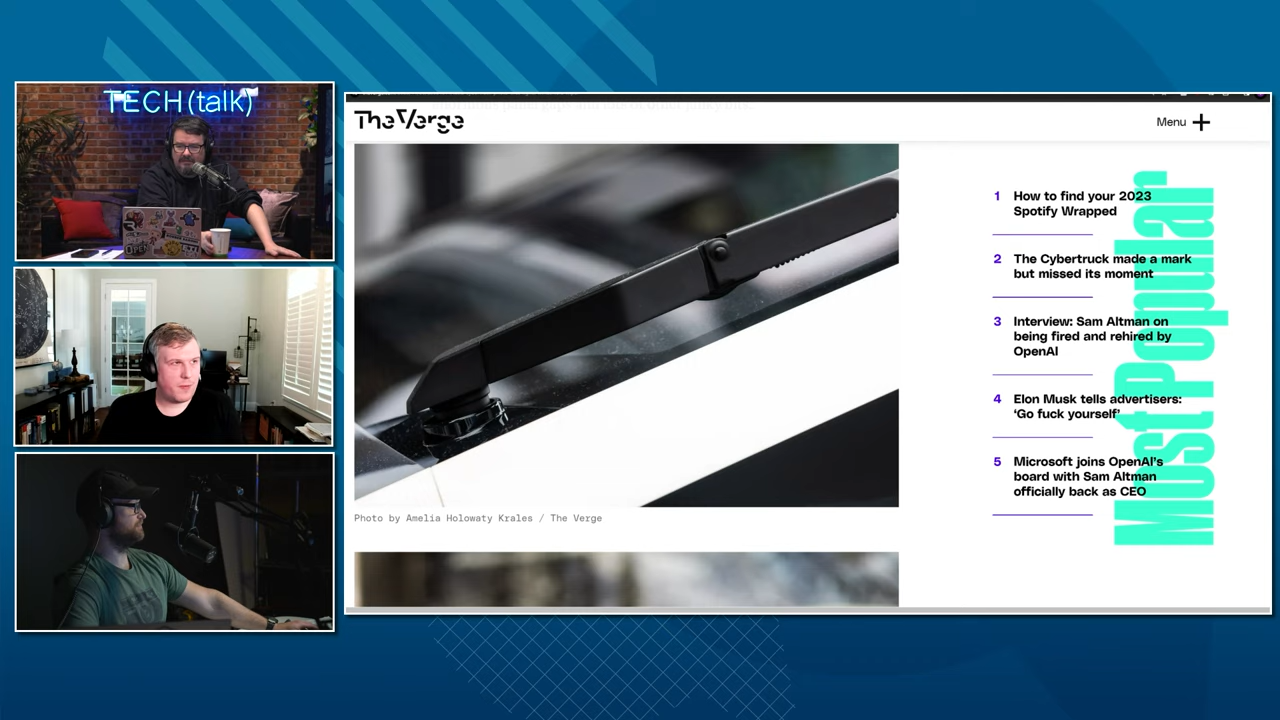 TECH (talk)
OPEN
The Verge
Menu
1 How to find your 2023
Spotify Wrapped
2 The Cybertruck made a mark
but missed its moment
3 Interview: Sam Altman on
being fired and rehired by
OpenAI
4 Elon Musk tells advertisers:
‘Go fuck yourself’
5 Microsoft joins OpenAI’s
board with Sam Altman
officially back as CEO
Most Popular
Photo by Amelia Holowaty Krales / The Verge